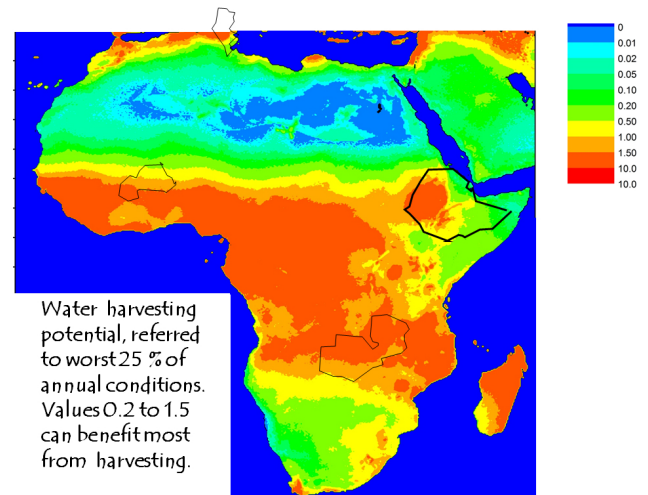 0
0.01
0.02
0.05
0.10
0.20
0.50
1.00
1.50
10.0
10.0
Water harvesting
potential, referred
to worst 25 % of
annual conditions.
Values 0.2 to 1.5
can benefit most
from harvesting.